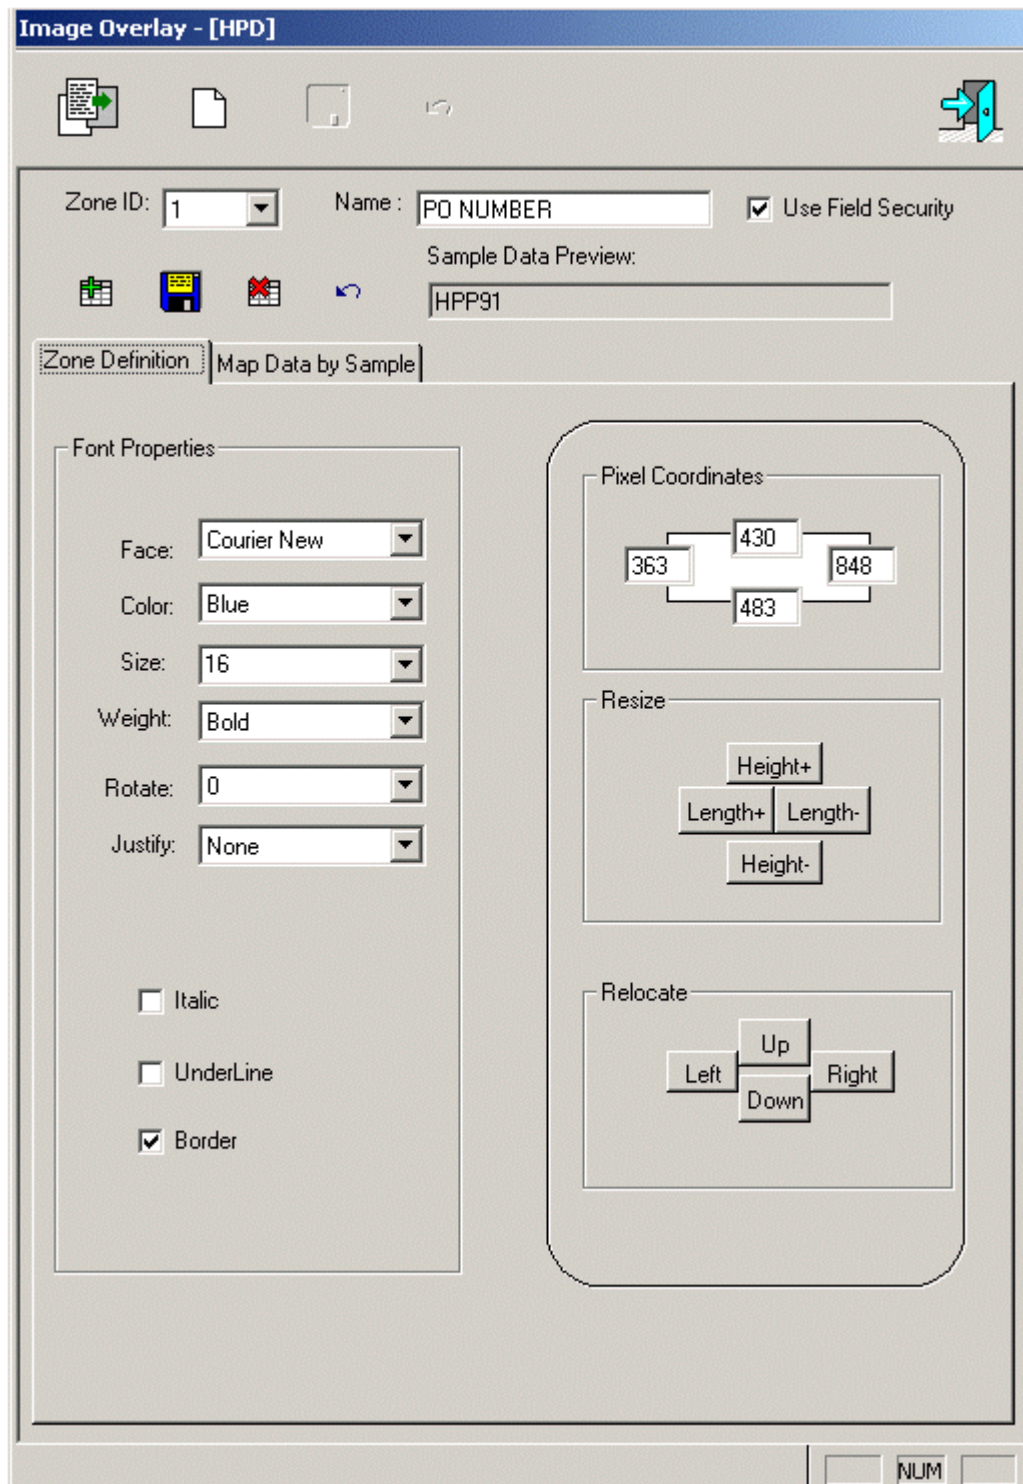 Image Overlay - [HPD]
Zone ID: 1 Name : PO NUMBER Use Field Security
Sample Data Preview:
HPP91
Zone Definition Map Data by Sample
Font Properties
Face: Courier New
Color: Blue
Size: 16
Weight: Bold
Rotate: 0
Justify: None
Italic
UnderLine
Border
Pixel Coordinates
430
363 848
483
Resize
Height+
Length+ Length-
Height-
Relocate
Up
Left Right
Down
NUM